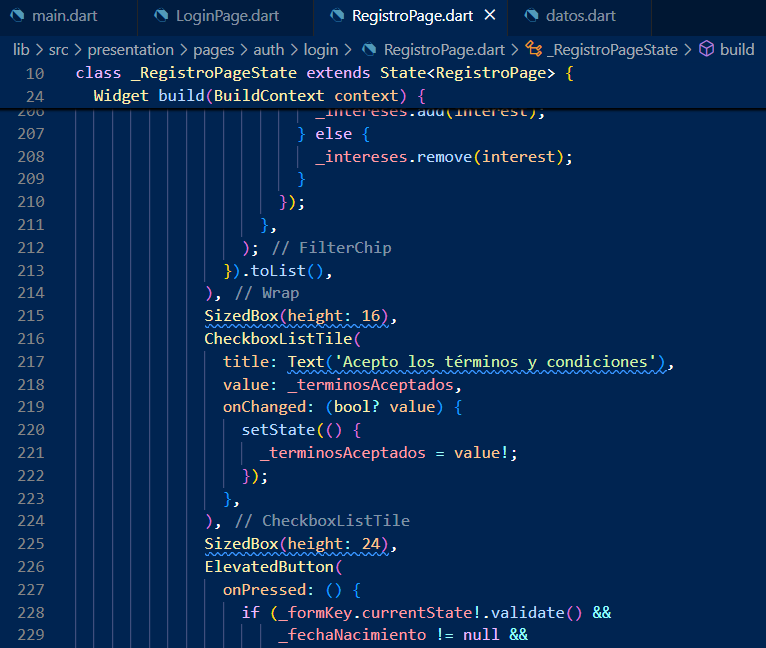 main.dart LoginPage.dart RegistroPage.dart × datos.dart
lib > src > presentation > pages > auth > login > RegistroPage.dart > _RegistroPageState > build
10 class _RegistroPageState extends State<RegistroPage> {
24 Widget build(BuildContext context) {
206 _intereses.add(interest);
207 } else {
208 _intereses.remove(interest);
209 }
210 });
211 },
212 ); // FilterChip
213 }).toList(),
214 ), // Wrap
215 SizedBox(height: 16),
216 CheckboxListTile(
217 title: Text('Acepto los términos y condiciones'),
218 value: _terminosAceptados,
219 onChanged: (bool? value) {
220 setState(() {
221 _terminosAceptados = value!;
222 });
223 },
224 ), // CheckboxListTile
225 SizedBox(height: 24),
226 ElevatedButton(
227 onPressed: () {
228 if (_formKey.currentState!.validate() &&
229 _fechaNacimiento != null &&